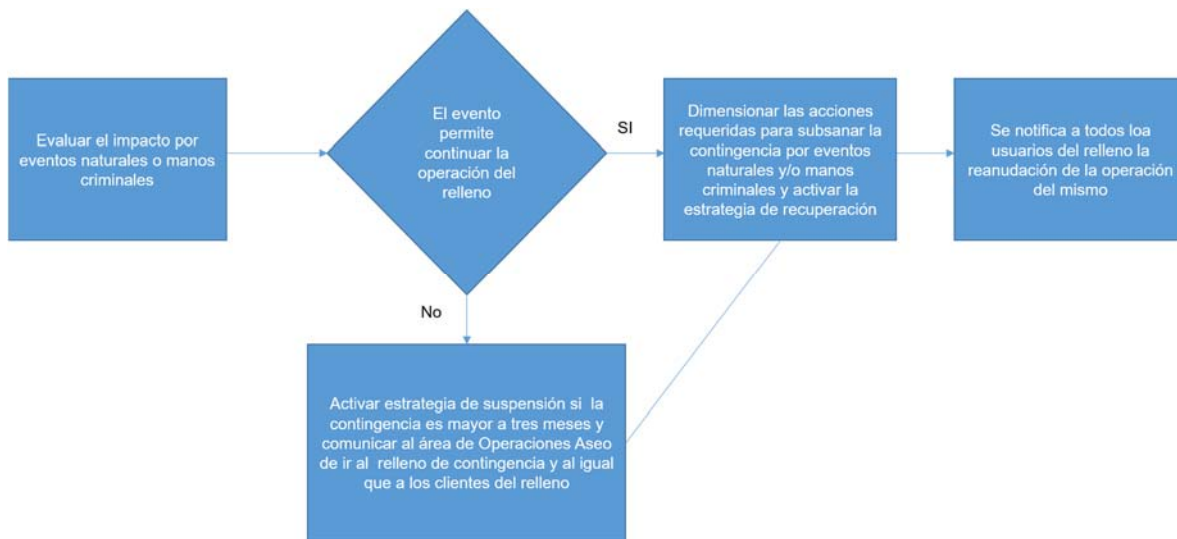 Evaluar el impacto por
eventos naturales o manos
criminales
El evento
permite
continuar la
operación del
relleno
SI
Dimensionar las acciones
requeridas para subsanar la
contingencia por eventos
naturales y/o manos
criminales y activar la
estrategia de recuperación
Se notifica a todos loa
usuarios del relleno la
reanudación de la operación
del mismo
No
Activar estrategia de suspensión si la
contingencia es mayor a tres meses y
comunicar al área de Operaciones Aseo
de ir al relleno de contingencia y al igual
que a los clientes del relleno